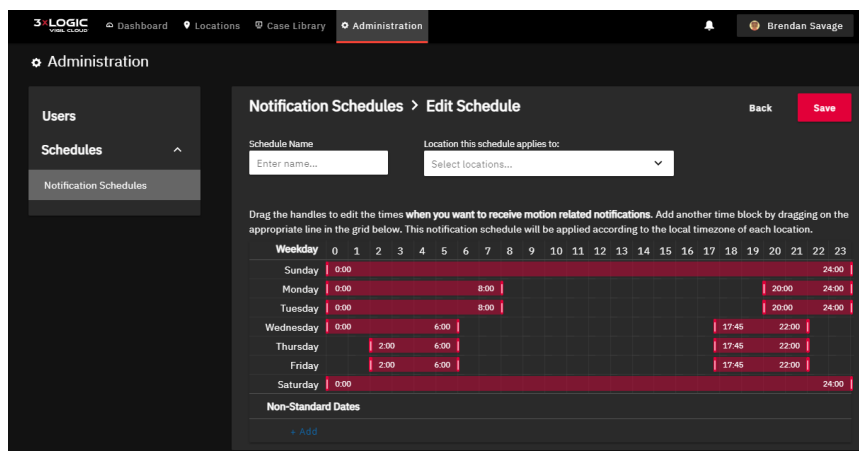 3×LOGIC
VIGIL CLOUD
Dashboard
Locations
Case Library
Administration
Brendan Savage
Administration
Users
Schedules
Notification Schedules
Notification Schedules > Edit Schedule
Back
Save
Schedule Name
Location this schedule applies to:
Enter name...
Select locations...
Drag the handles to edit the times when you want to receive motion related notifications. Add another time block by dragging on the
appropriate line in the grid below. This notification schedule will be applied according to the local timezone of each location.
Weekday 0 1 2 3 4 5 6 7 8 9 10 11 12 13 14 15 16 17 18 19 20 21 22 23
Sunday 0:00 24:00
Monday 0:00 8:00 20:00 24:00
Tuesday 0:00 8:00 20:00 24:00
Wednesday 0:00 6:00 17:45 22:00
Thursday 2:00 6:00 17:45 22:00
Friday 2:00 6:00 17:45 22:00
Saturday 0:00 24:00
Non-Standard Dates
+ Add